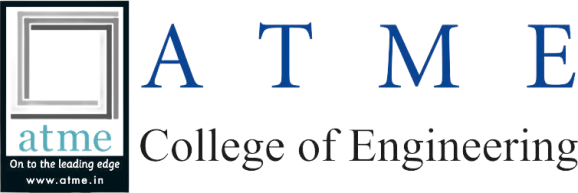 atme
On to the leading edge
www.atme.in
A T M E
College of Engineering